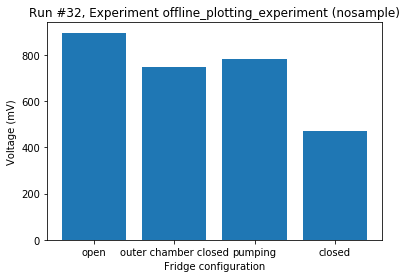 Run #32, Experiment offline_plotting_experiment (nosample)
800
600
400
200
0
Voltage (mV)
open outer chamber closed pumping closed
Fridge configuration